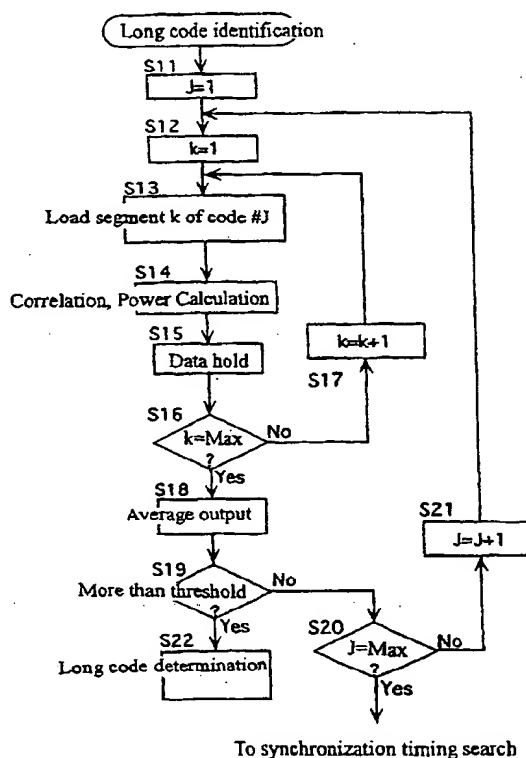 Long code identification
S11
J=1
S12
k=1
S13
Load segment k of code #J
S14
Correlation, Power Calculation
S15
Data hold
k=k+1
S17
S16
k=Max
?
No
Yes
S18
Average output
S21
J=J+1
S19
More than threshold
?
No
Yes
S20
J=Max
?
No
Yes
S22
Long code determination
To synchronization timing search